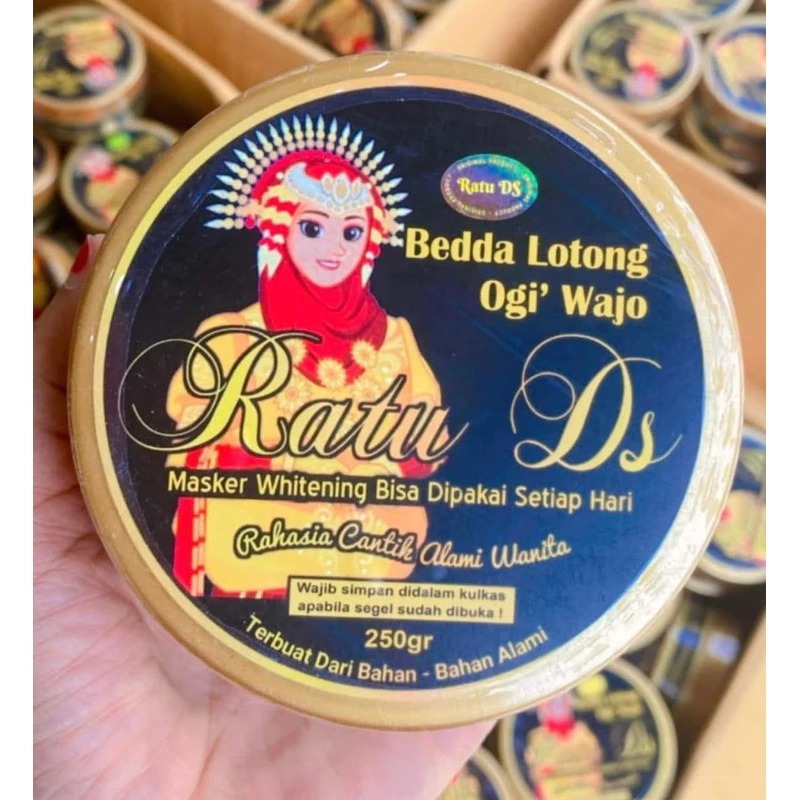 Ratu DS
Bedda Lotong
Ogi' Wajo
Ratu Ds
Masker Whitening Bisa Dipakai Setiap Hari
Rahasia Cantik Alami Wanita
Wajib simpan didalam kulkas
apabila segel sudah dibuka !
250gr
Terbuat Dari Bahan - Bahan Alami
Ds